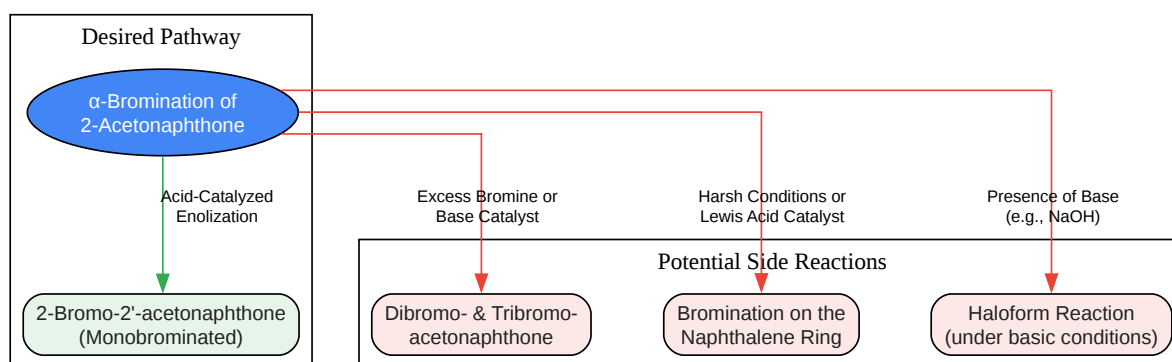 Desired Pathway
α-Bromination of
2-Acetonaphthone
Acid-Catalyzed
Enolization
Excess Bromine or
Base Catalyst
Harsh Conditions or
Lewis Acid Catalyst
Presence of Base
(e.g., NaOH)
Potential Side Reactions
2-Bromo-2'-acetonaphthone
(Monobrominated)
Dibromo- & Tribromo-
acetonaphthone
Bromination on the
Naphthalene Ring
Haloform Reaction
(under basic conditions)